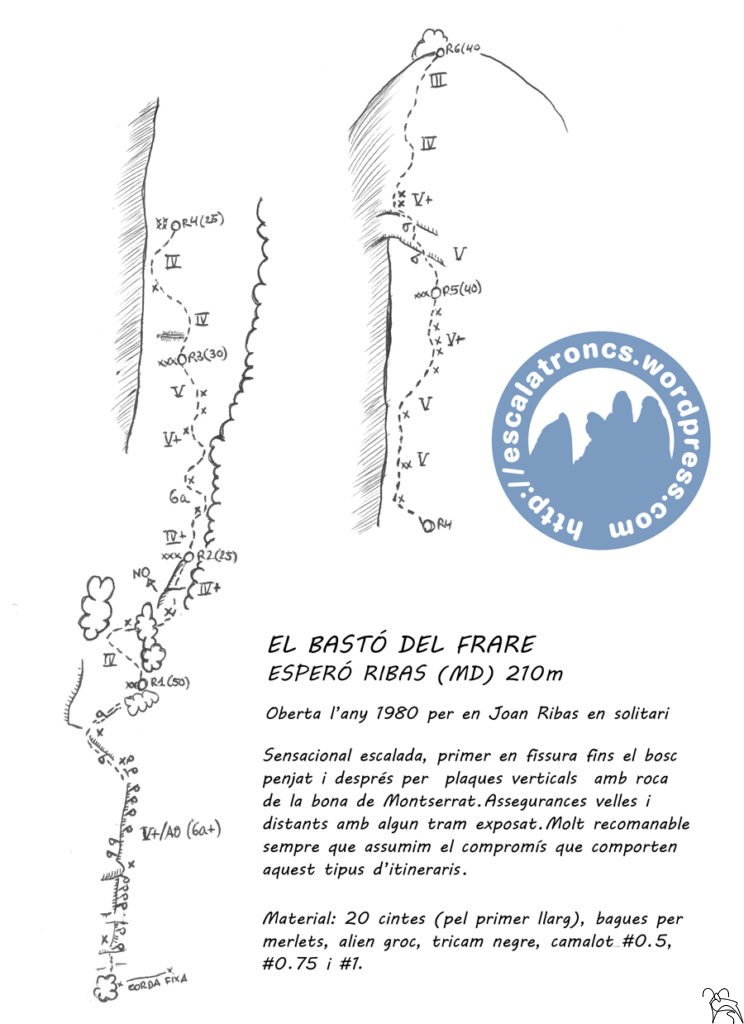 R6(40
III
IV
V+
V
R5(40)
V+
V
V
R4
R4(25)
IV
IV
R3(30)
V
V+
6a
IV+
R2(25)
NO
IV+
IV
R1(50)
V+/A0 (6a+)
CORDA FIXA
http://escalatroncs.wordpress.com
EL BASTÓ DEL FRARE
ESPERÓ RIBAS (MD) 210m
Oberta l'any 1980 per en Joan Ribas en solitari
Sensacional escalada, primer en fissura fins el bosc
penjat i després per plaques verticals amb roca
de la bona de Montserrat. Assegurances velles i
distants amb algun tram exposat. Molt recomanable
sempre que assumim el compromís que comporten
aquest tipus d'itineraris.
Material: 20 cintes (pel primer llarg), bagues per
merlets, alien groc, tricam negre, camalot #0.5,
#0.75 i #1.